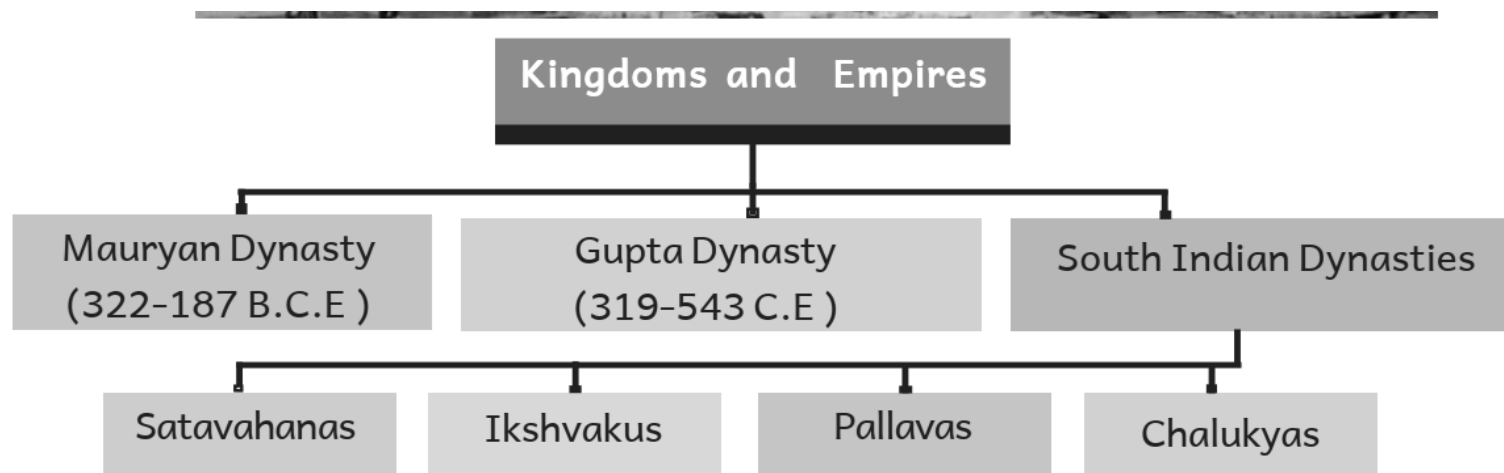 Kingdoms and Empires
Mauryan Dynasty
(322-187 B.C.E )
Gupta Dynasty
(319-543 C.E )
South Indian Dynasties
Satavahanas
Ikshvakus
Pallavas
Chalukyas